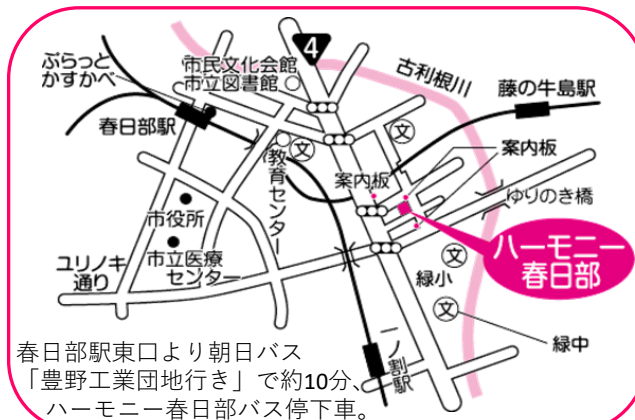 4
ぷらっと
かすかべ
市民文化会館
市立図書館
古利根川
藤の牛島駅
春日部駅
文
文
教育センター
案内板
案内板
ゆりのき橋
市役所
市立医療
センター
ユリノキ
通り
ハーモニー
春日部
文
緑小
文
緑中
一ノ割駅
春日部駅東口より朝日バス
「豊野工業団地行き」で約10分、
ハーモニー春日部バス停下車。